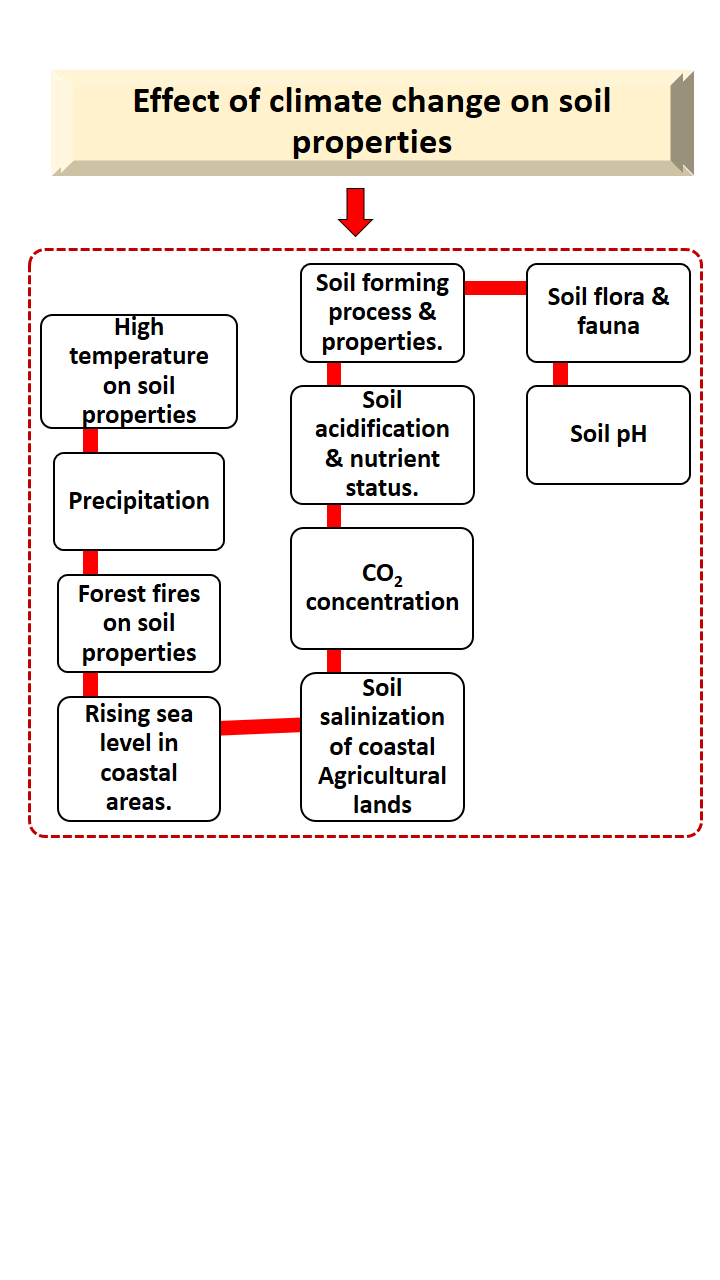 Effect of climate change on soil
properties
High
temperature
on soil
properties
Precipitation
Forest fires
on soil
properties
Rising sea
level in
coastal
areas.
Soil forming
process &
properties.
Soil
acidification
& nutrient
status.
CO₂
concentration
Soil
salinization
of coastal
Agricultural
lands
Soil flora &
fauna
Soil pH